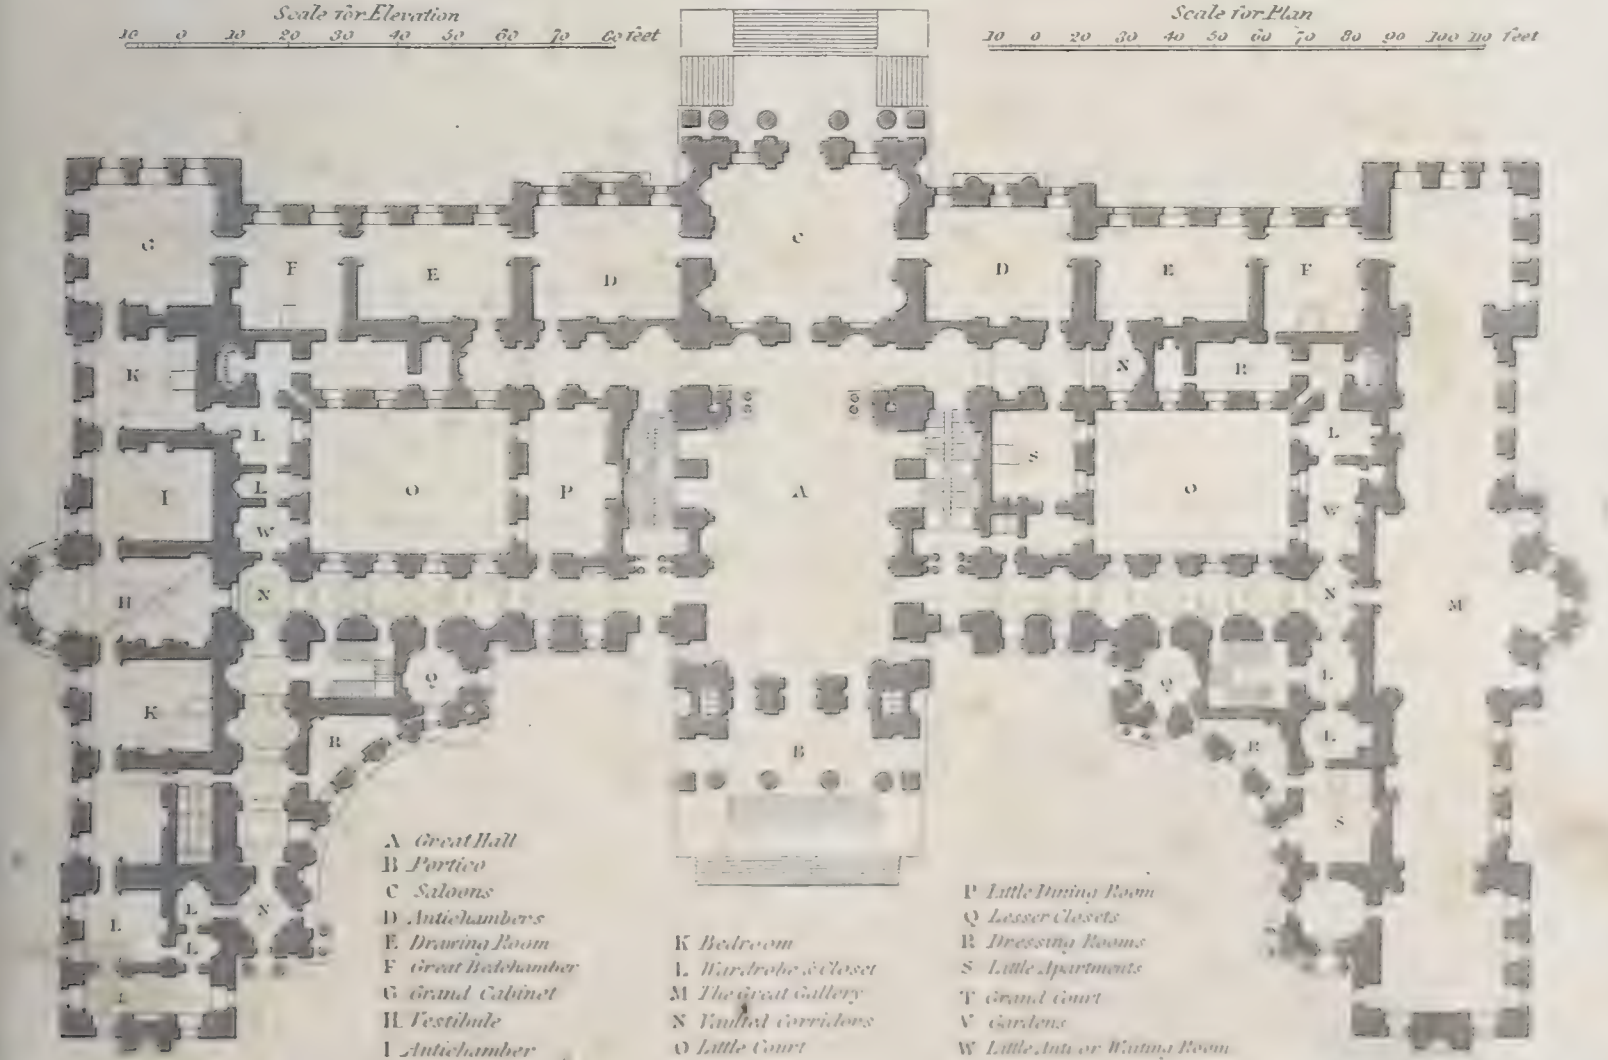 Scale for Elevation
10 0 10 20 30 40 50 60 70 80 feet
Scale for Plan
10 0 20 30 40 50 60 70 80 90 100 110 feet
G F E D C D E F
K N R
L S L
I L O P A O W
W
H N N M
K Q Q L
R B R L
S
L L N
L
L
A Great Hall
B Portico
C Saloons
D Antichambers
E Drawing Room
F Great Bedchamber
G Grand Cabinet
H Vestibule
I Antichamber
K Bedroom
L Wardrobe & Closet
M The Great Gallery
N Vaulted Corridors
O Little Court
P Little Dining Room
Q Lesser Closets
R Dressing Rooms
S Little Apartments
T Grand Court
V Gardens
W Little Anti or Waiting Room